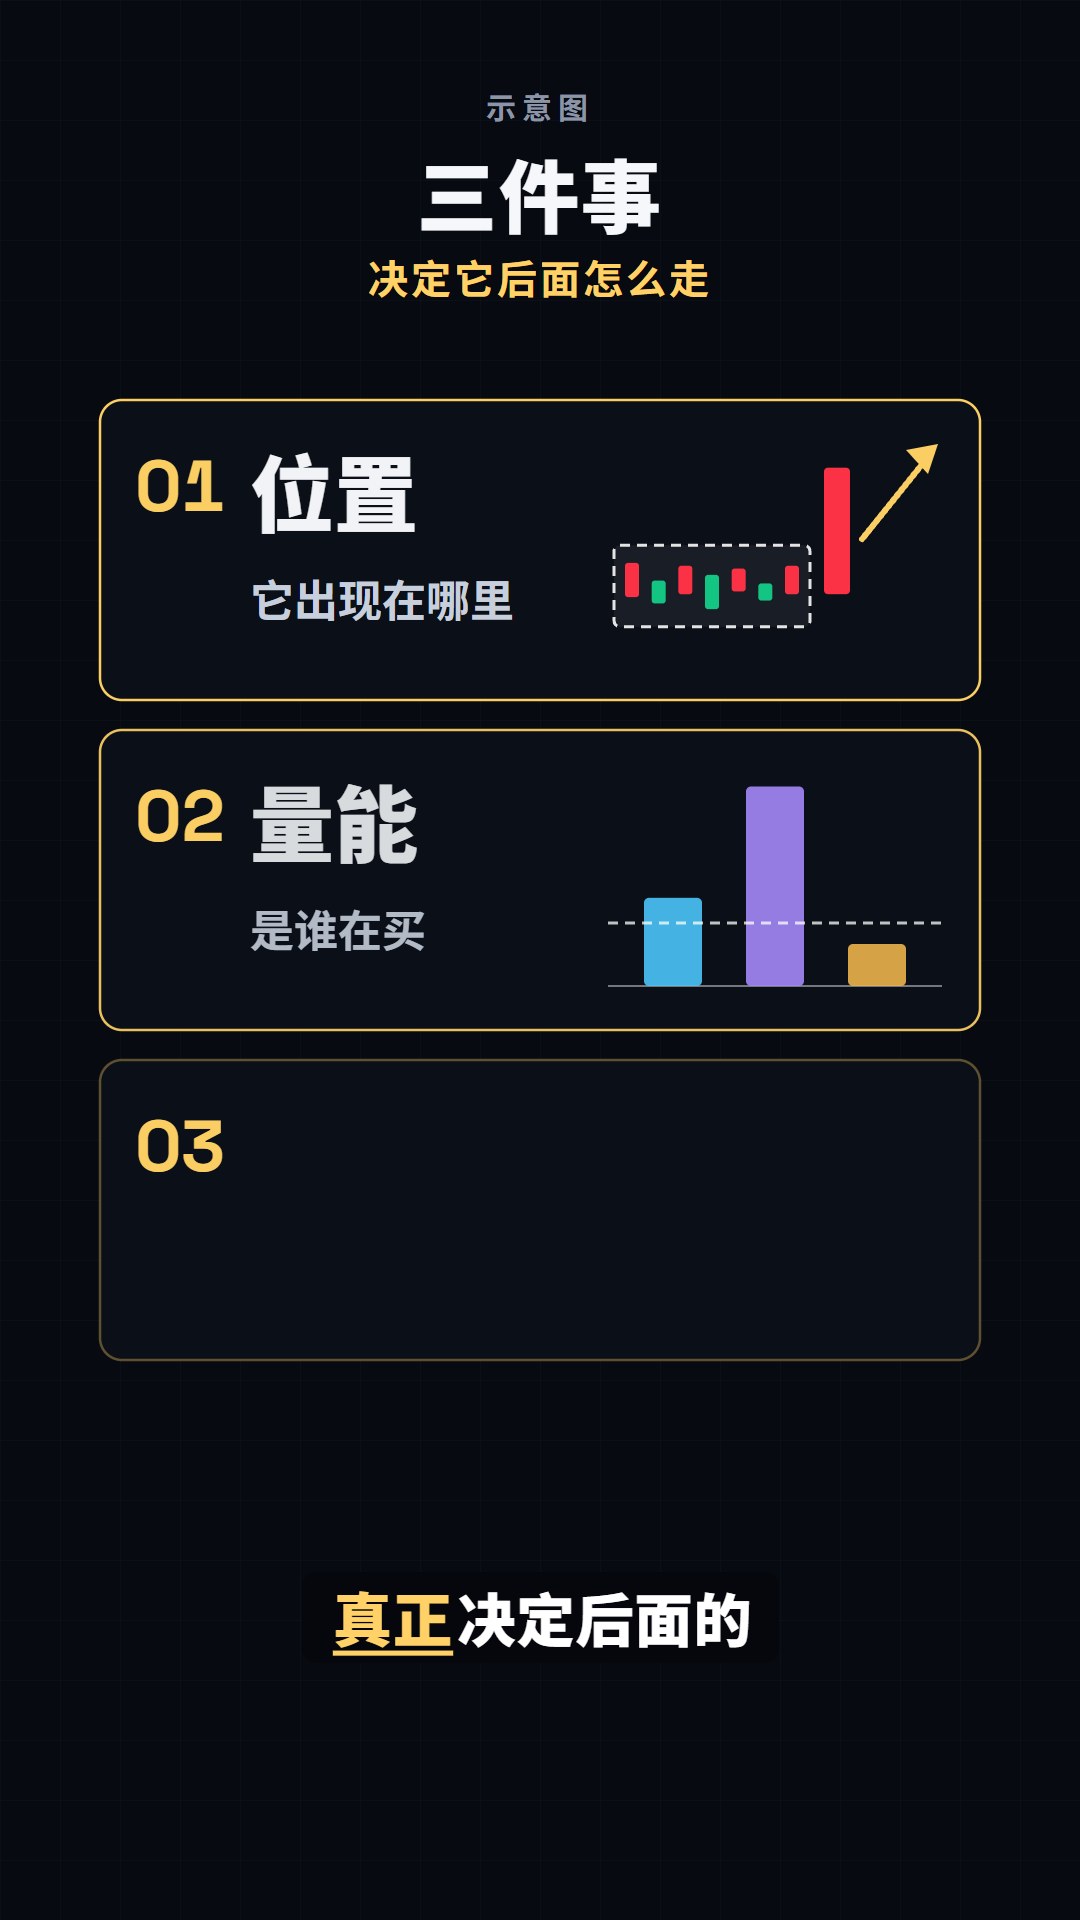 示意图
三件事
决定它后面怎么走
01 位置
它出现在哪里
02 量能
是谁在买
03
真正决定后面的